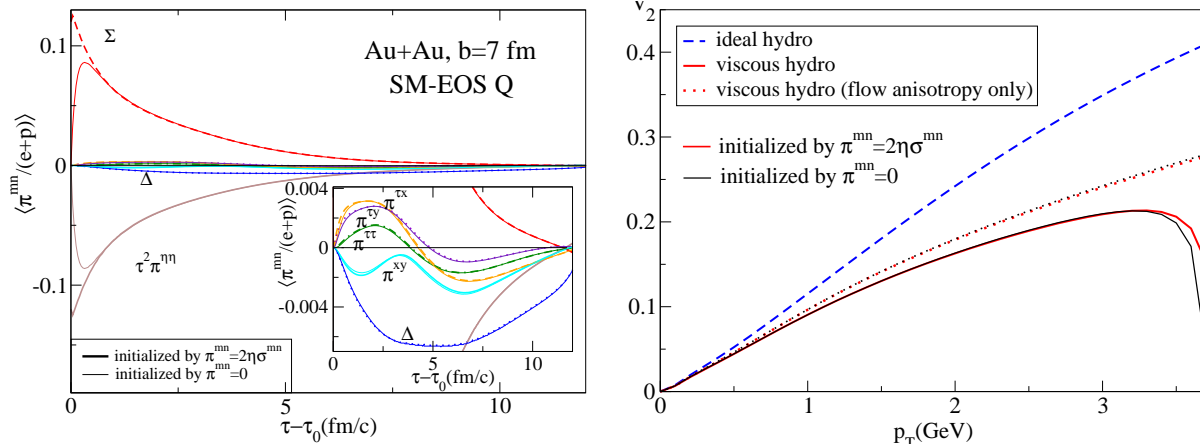 0.1
0
-0.1
⟨π^mn/(e+p)⟩
Σ
Au+Au, b=7 fm
SM-EOS Q
Δ
τ²π^ηη
initialized by π^mn=2ησ^mn
initialized by π^mn=0
0 5 10
τ−τ₀(fm/c)
0.004
0
-0.004
⟨π^mn/(e+p)⟩
π^τx
π^τy
π^ττ
π^xy
Δ
0 5 10
τ−τ₀(fm/c)
v₂
0.4
0.3
0.2
0.1
0
ideal hydro
viscous hydro
viscous hydro (flow anisotropy only)
initialized by π^mn=2ησ^mn
initialized by π^mn=0
0 1 2 3
p_T(GeV)